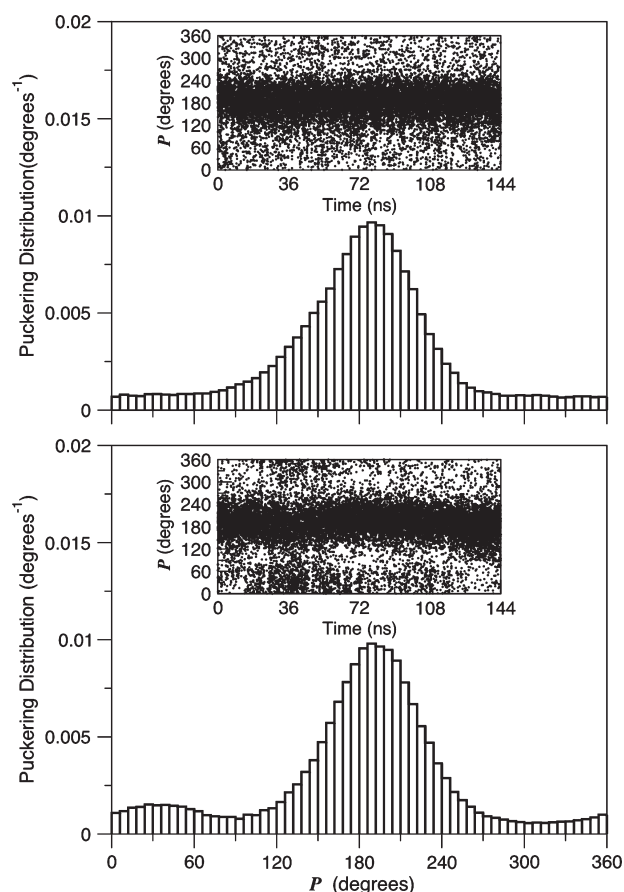 0.02
0.015
0.01
0.005
0
Puckering Distribution(degrees-1)
360
300
240
180
120
60
0
P (degrees)
0 36 72 108 144
Time (ns)
0.02
0.015
0.01
0.005
0
Puckering Distribution (degrees-1)
360
300
240
180
120
60
0
P (degrees)
0 36 72 108 144
Time (ns)
0 60 120 180 240 300 360
P (degrees)